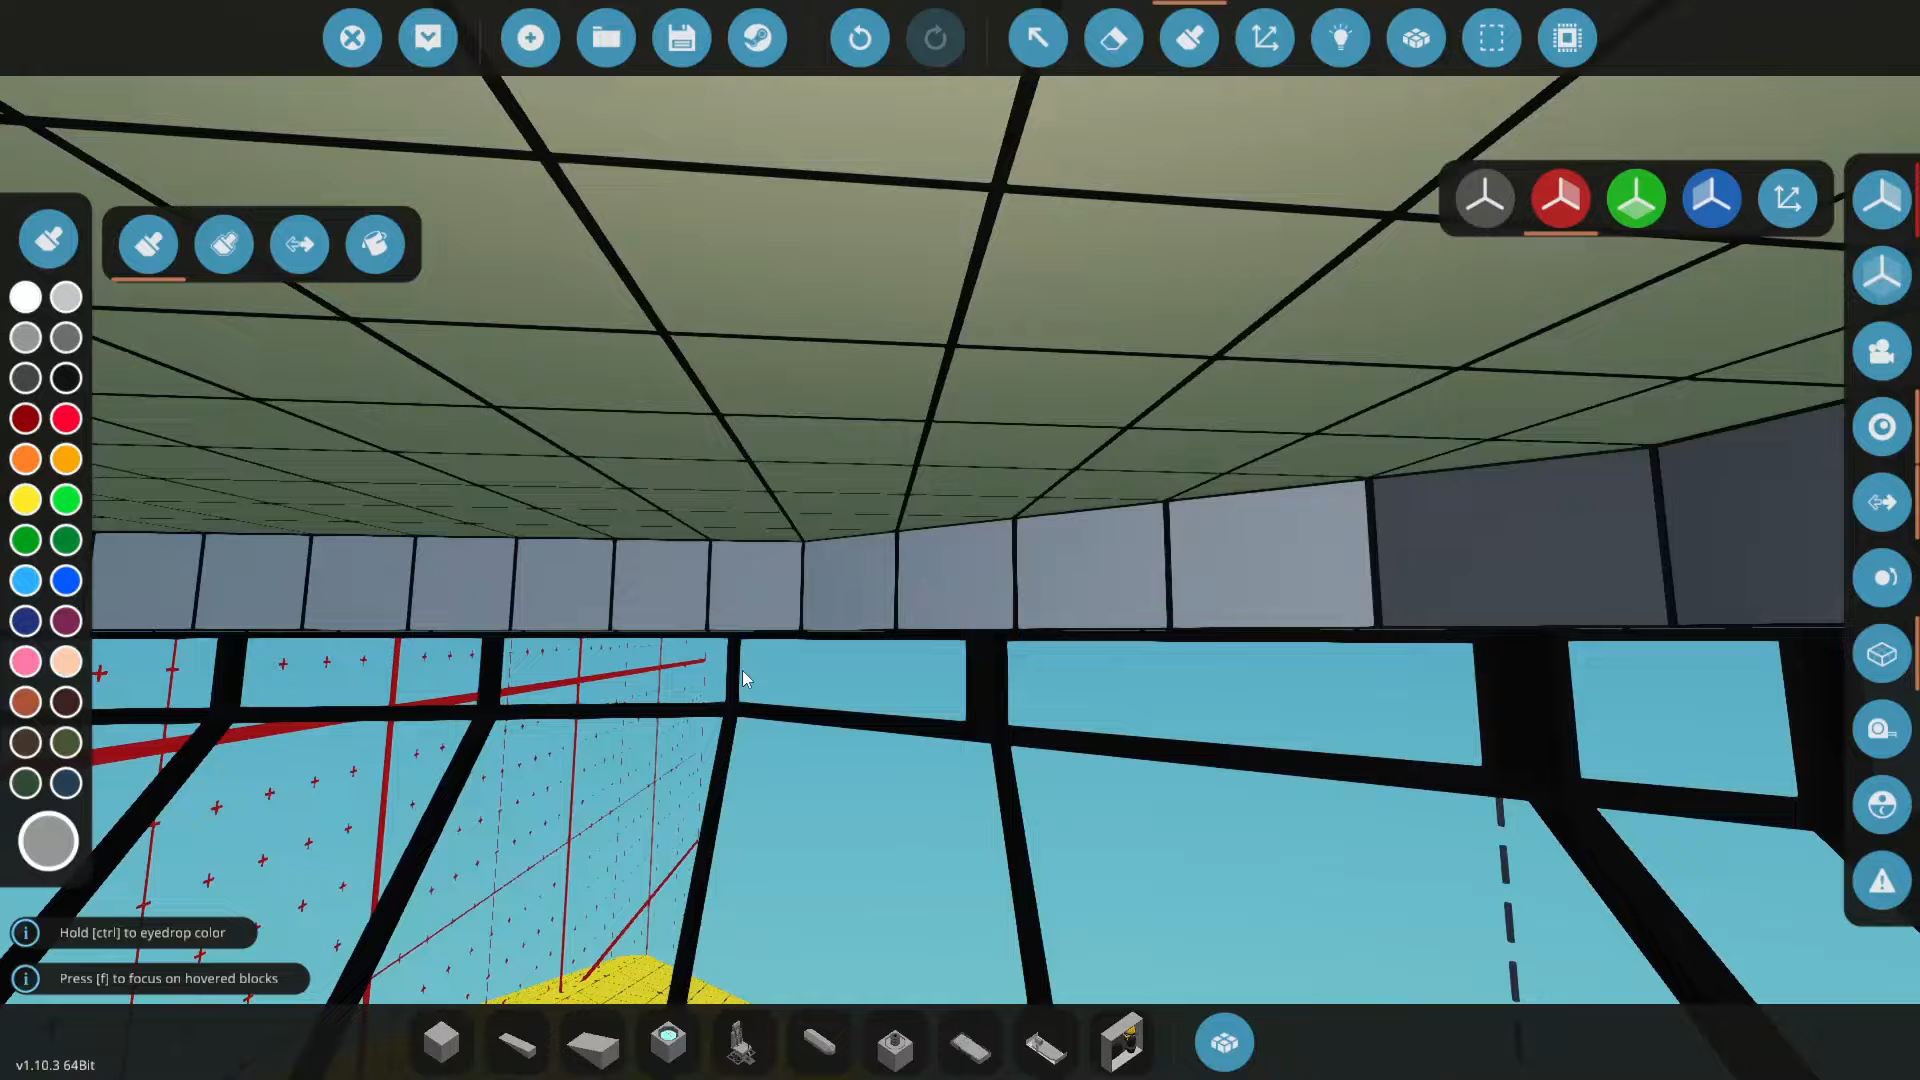 Hold [ctrl] to eyedrop color
Press [f] to focus on hovered blocks
v1.10.3 64Bit